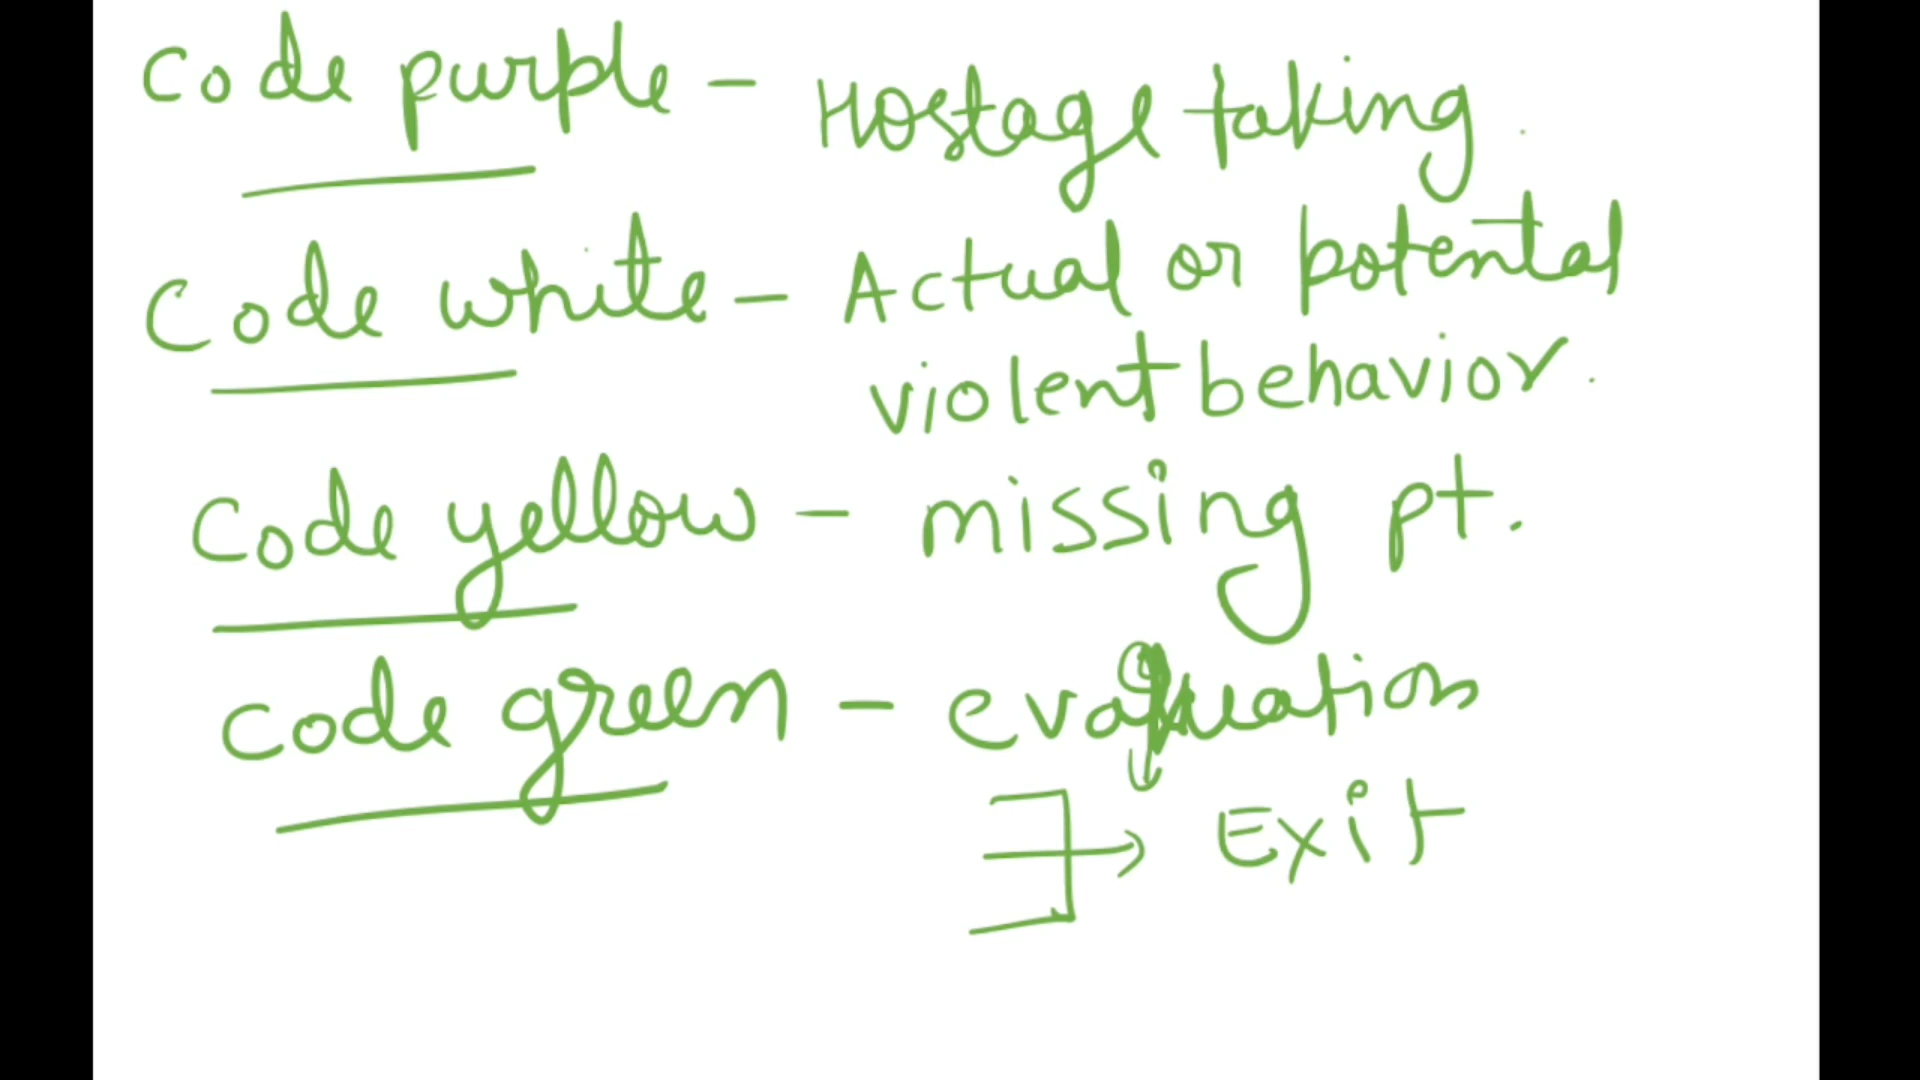 Code purple - Hostage taking.
Code white - Actual or potental
violent behavior.
Code yellow - missing pt.
Code green - evacuation
Exit